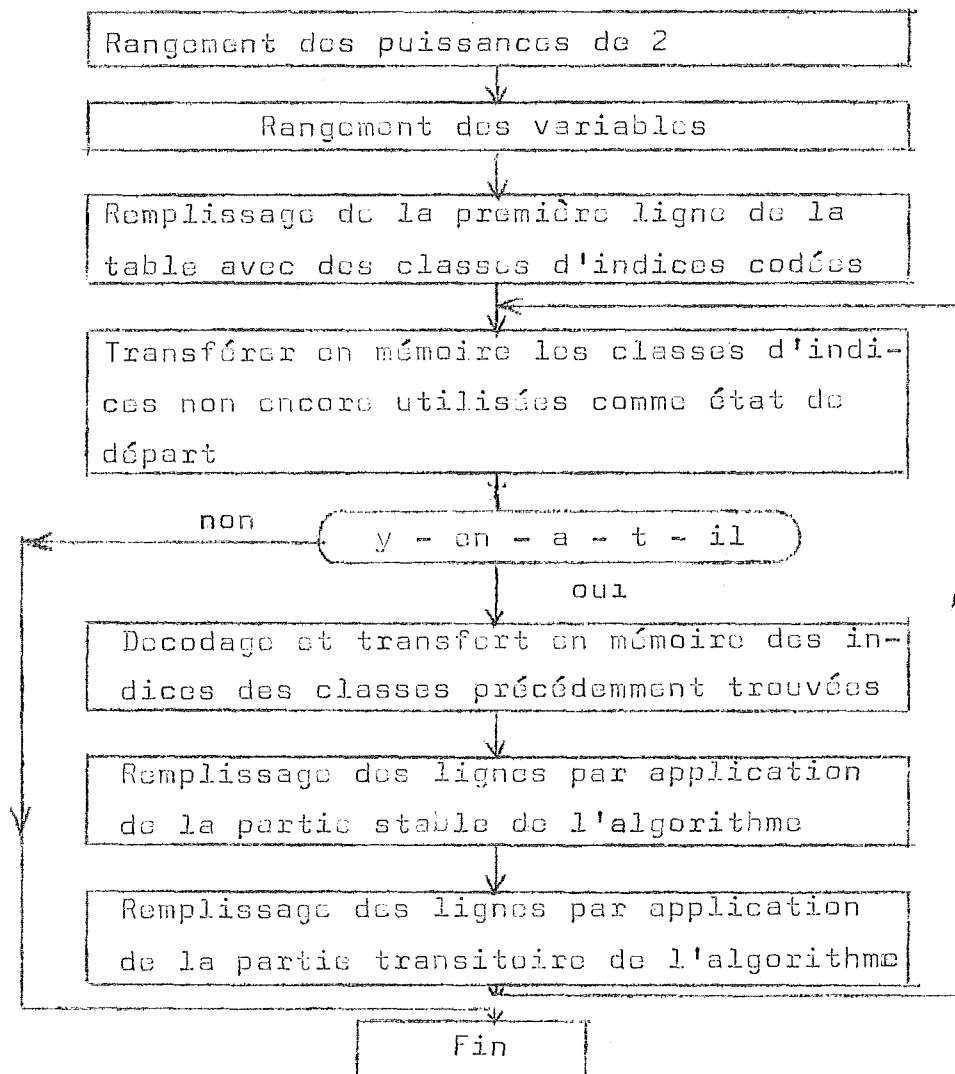 Rangement des puissances de 2
Rangement des variables
Remplissage de la première ligne de la
table avec des classes d'indices codées
Transférer en mémoire les classes d'indi-
ces non encore utilisées comme état de
départ
non
y - en - a - t - il
oui
Decodage et transfert en mémoire des in-
dices des classes précédemment trouvées
Remplissage des lignes par application
de la partie stable de l'algorithme
Remplissage des lignes par application
de la partie transitoire de l'algorithme
Fin